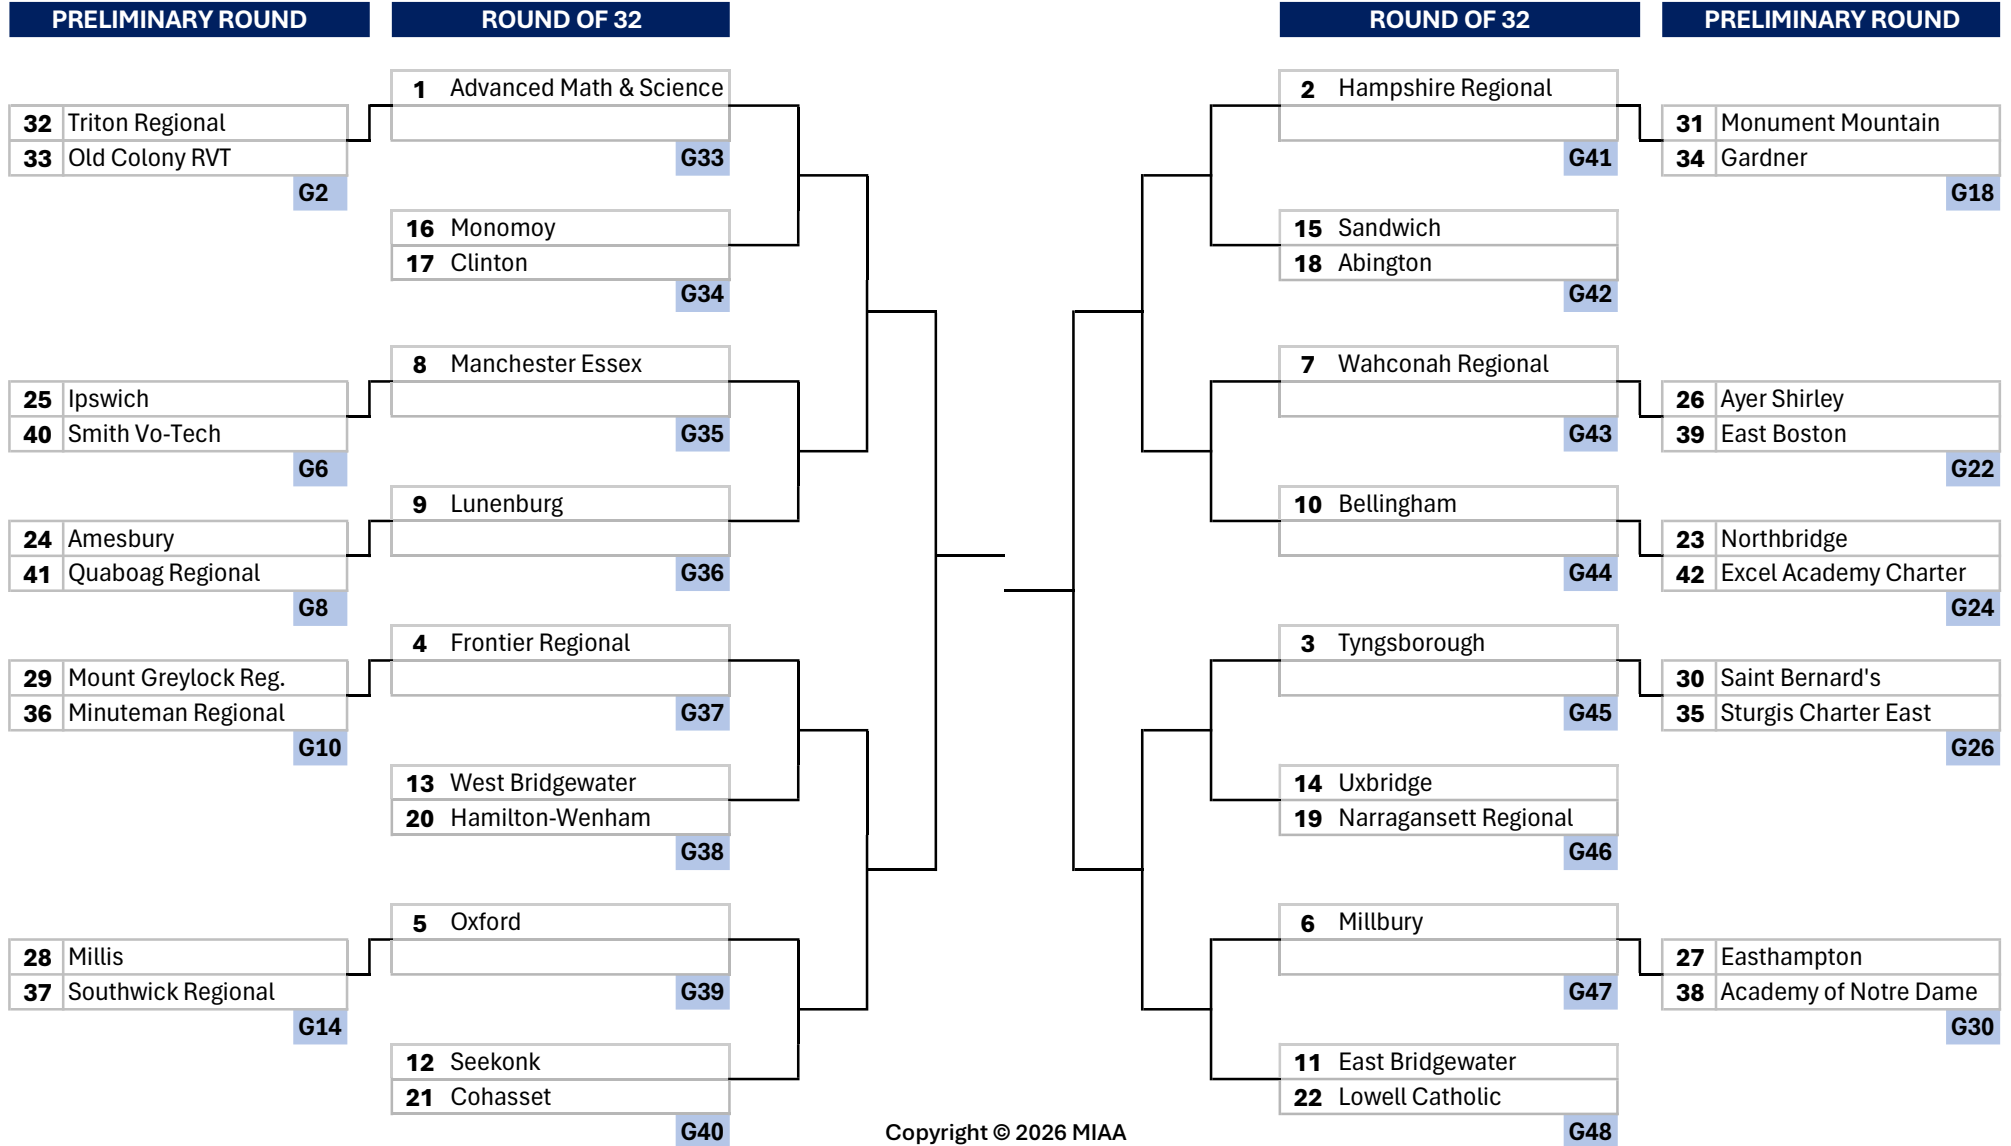 PRELIMINARY ROUND
ROUND OF 32
ROUND OF 32
PRELIMINARY ROUND
32 Triton Regional
33 Old Colony RVT
G2
25 Ipswich
40 Smith Vo-Tech
G6
24 Amesbury
41 Quaboag Regional
G8
29 Mount Greylock Reg.
36 Minuteman Regional
G10
28 Millis
37 Southwick Regional
G14
1 Advanced Math & Science
G33
16 Monomoy
17 Clinton
G34
8 Manchester Essex
G35
9 Lunenburg
G36
4 Frontier Regional
G37
13 West Bridgewater
20 Hamilton-Wenham
G38
5 Oxford
G39
12 Seekonk
21 Cohasset
G40
2 Hampshire Regional
G41
15 Sandwich
18 Abington
G42
7 Wahconah Regional
G43
10 Bellingham
G44
3 Tyngsborough
G45
14 Uxbridge
19 Narragansett Regional
G46
6 Millbury
G47
11 East Bridgewater
22 Lowell Catholic
G48
31 Monument Mountain
34 Gardner
G18
26 Ayer Shirley
39 East Boston
G22
23 Northbridge
42 Excel Academy Charter
G24
30 Saint Bernard's
35 Sturgis Charter East
G26
27 Easthampton
38 Academy of Notre Dame
G30
Copyright © 2026 MIAA